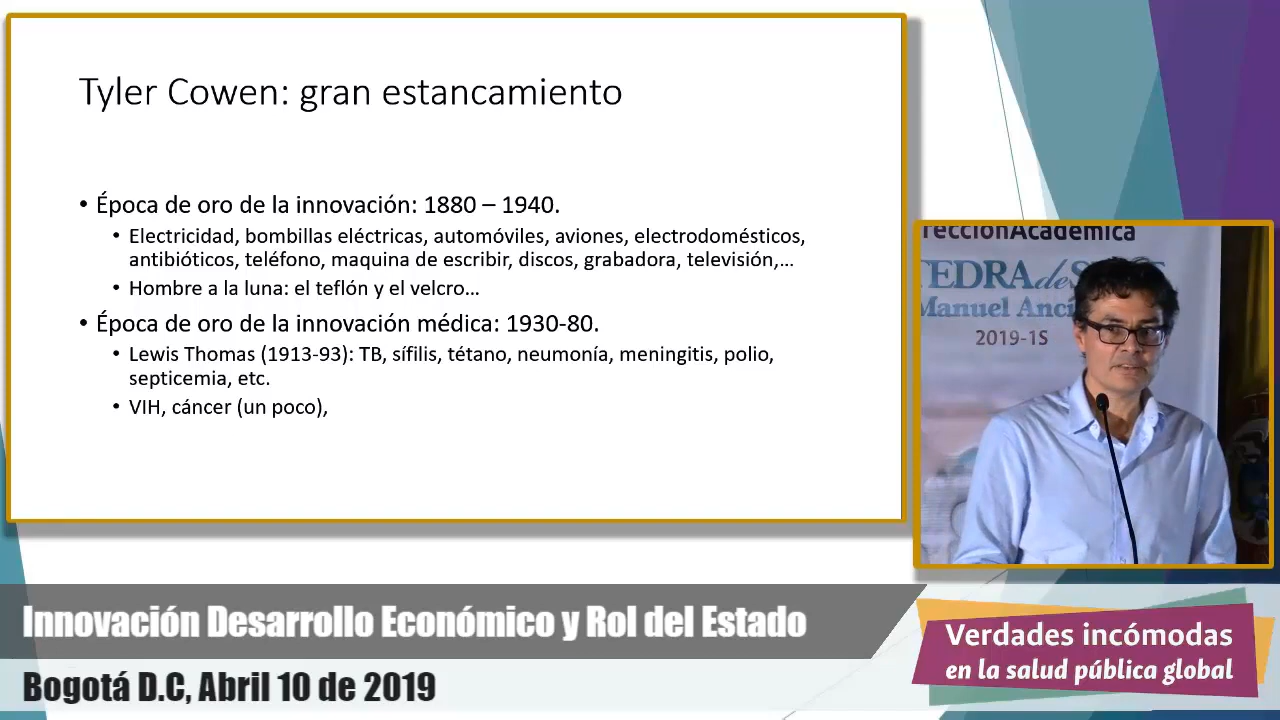 Tyler Cowen: gran estancamiento
• Época de oro de la innovación: 1880 – 1940.
• Electricidad, bombillas eléctricas, automóviles, aviones, electrodomésticos,
antibióticos, teléfono, maquina de escribir, discos, grabadora, televisión,...
• Hombre a la luna: el teflón y el velcro...
• Época de oro de la innovación médica: 1930-80.
• Lewis Thomas (1913-93): TB, sífilis, tétano, neumonía, meningitis, polio,
septicemia, etc.
• VIH, cáncer (un poco),
Manuel
2019-1S
Innovación Desarrollo Económico y Rol del Estado
Bogotá D.C, Abril 10 de 2019
Verdades incómodas
en la salud pública global